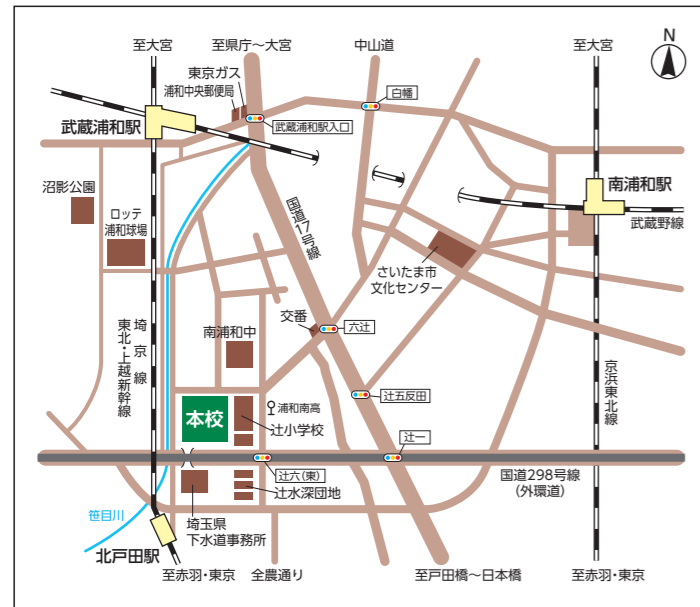 至大宮
至県庁～大宮
中山道
至大宮
N
東京ガス
浦和中央郵便局
白幡
武蔵浦和駅
武蔵浦和駅入口
沼影公園
ロッテ
浦和球場
国道17号線
南浦和駅
武蔵野線
さいたま市
文化センター
交番
六辻
南浦和中
埼京線
東北・上越新幹線
京浜東北線
辻五反田
本校
浦和南高
辻小学校
辻一
辻六(東)
国道298号線
(外環道)
辻水深団地
笹目川
埼玉県
下水道事務所
北戸田駅
至赤羽・東京
全農通り
至戸田橋～日本橋
至赤羽・東京